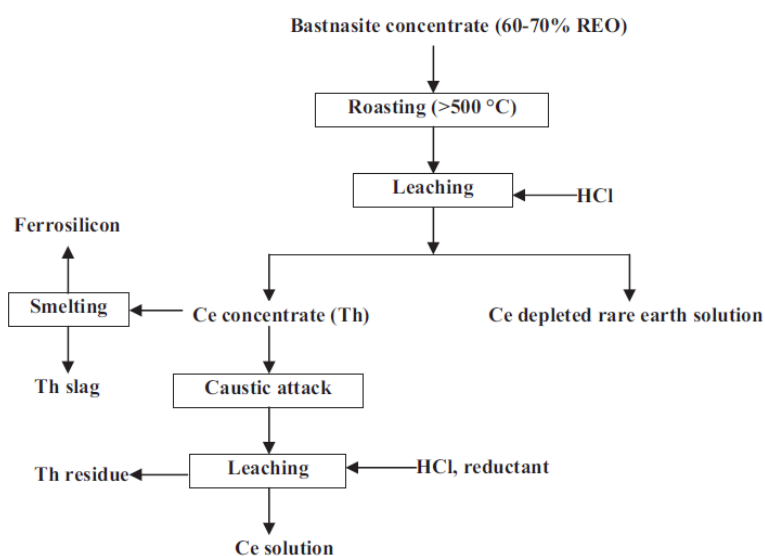 Bastnasite concentrate (60-70% REO)
Roasting (>500 °C)
Leaching
HCl
Ferrosilicon
Smelting
Ce concentrate (Th)
Ce depleted rare earth solution
Th slag
Caustic attack
Th residue
Leaching
HCl, reductant
Ce solution